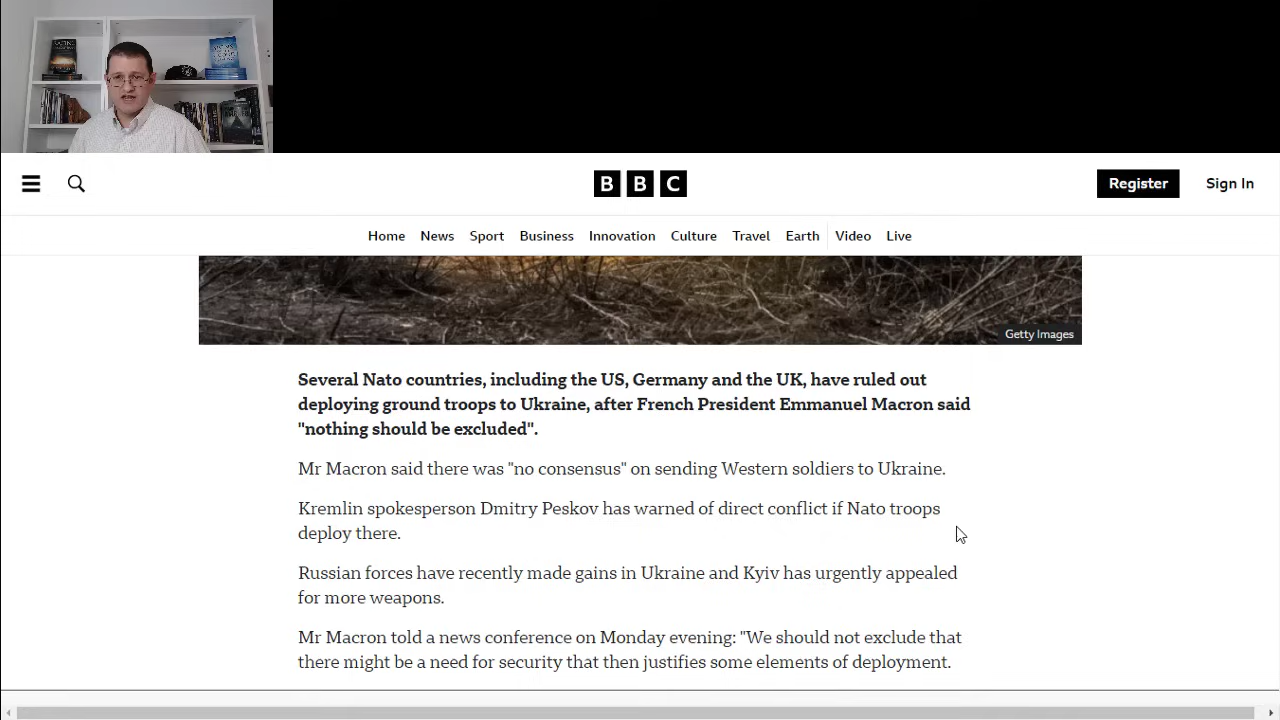 B B C
Register
Sign In
Home News Sport Business Innovation Culture Travel Earth Video Live
Getty Images
Several Nato countries, including the US, Germany and the UK, have ruled out
deploying ground troops to Ukraine, after French President Emmanuel Macron said
"nothing should be excluded".
Mr Macron said there was "no consensus" on sending Western soldiers to Ukraine.
Kremlin spokesperson Dmitry Peskov has warned of direct conflict if Nato troops
deploy there.
Russian forces have recently made gains in Ukraine and Kyiv has urgently appealed
for more weapons.
Mr Macron told a news conference on Monday evening: "We should not exclude that
there might be a need for security that then justifies some elements of deployment.